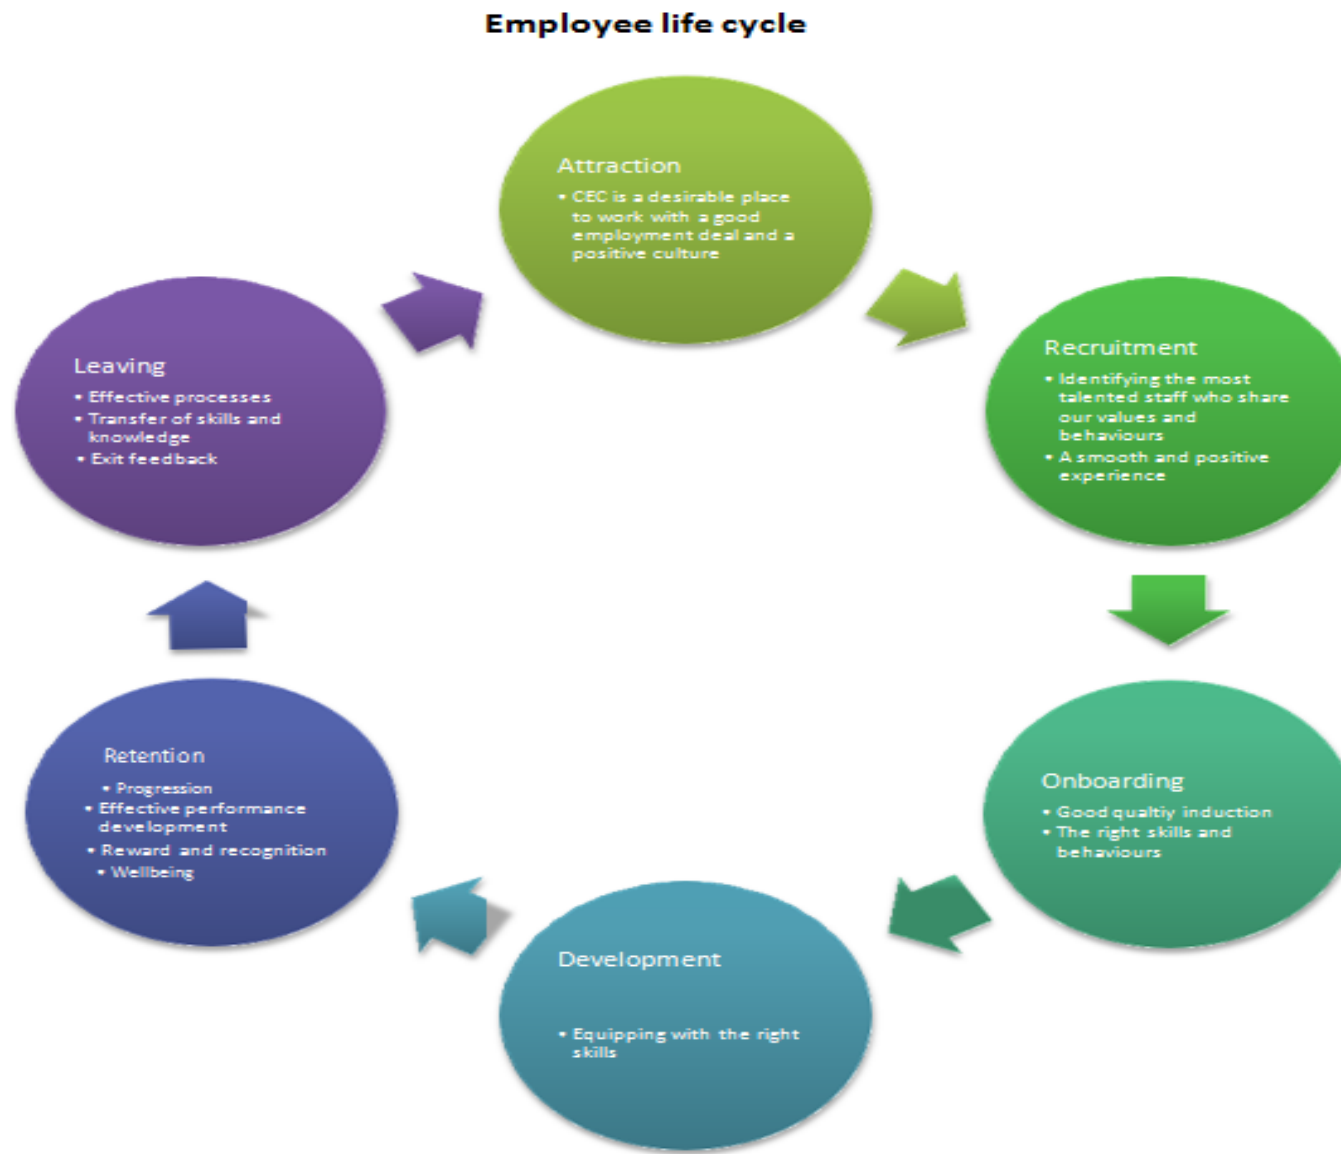 Employee life cycle
Attraction
• CEC is a desirable place
to work with a good
employment deal and a
positive culture
Recruitment
• Identifying the most
talented staff who share
our values and
behaviours
• A smooth and positive
experience
Onboarding
• Good qualtiy induction
• The right skills and
behaviours
Development
• Equipping with the right
skills
Retention
• Progression
• Effective performance
development
• Reward and recognition
• Wellbeing
Leaving
• Effective processes
• Transfer of skills and
knowledge
• Exit feedback